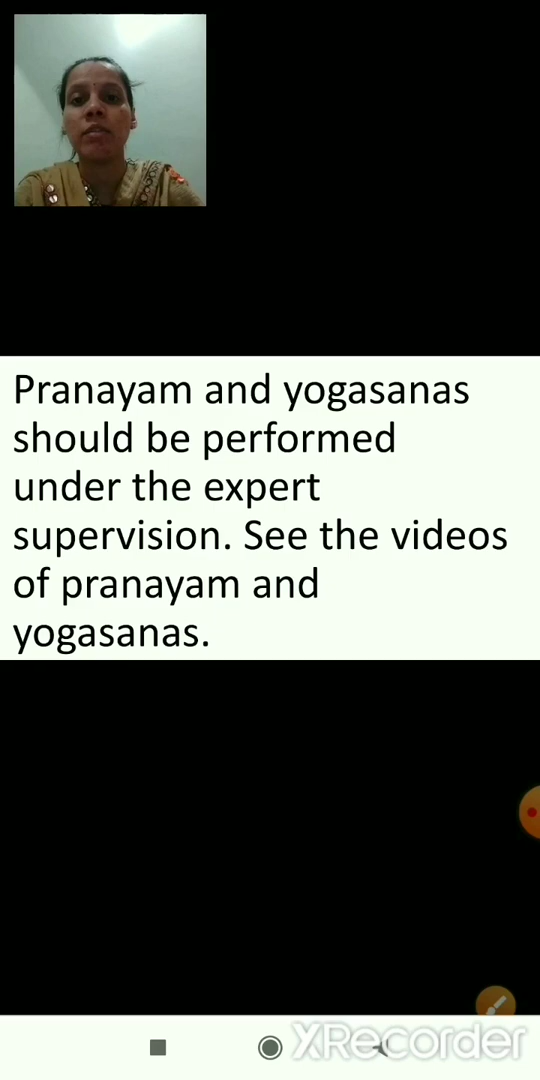 Pranayam and yogasanas
should be performed
under the expert
supervision. See the videos
of pranayam and
yogasanas.
XRecorder